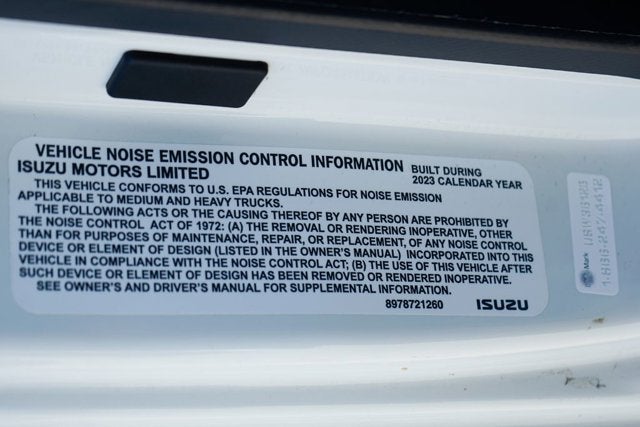 VEHICLE NOISE EMISSION CONTROL INFORMATION
ISUZU MOTORS LIMITED
BUILT DURING
2023 CALENDAR YEAR
THIS VEHICLE CONFORMS TO U.S. EPA REGULATIONS FOR NOISE EMISSION
APPLICABLE TO MEDIUM AND HEAVY TRUCKS.
THE FOLLOWING ACTS OR THE CAUSING THEREOF BY ANY PERSON ARE PROHIBITED BY
THE NOISE CONTROL ACT OF 1972: (A) THE REMOVAL OR RENDERING INOPERATIVE, OTHER
THAN FOR PURPOSES OF MAINTENANCE, REPAIR, OR REPLACEMENT, OF ANY NOISE CONTROL
DEVICE OR ELEMENT OF DESIGN (LISTED IN THE OWNER'S MANUAL) INCORPORATED INTO THIS
VEHICLE IN COMPLIANCE WITH THE NOISE CONTROL ACT; (B) THE USE OF THIS VEHICLE AFTER
SUCH DEVICE OR ELEMENT OF DESIGN HAS BEEN REMOVED OR RENDERED INOPERATIVE.
SEE OWNER'S AND DRIVER'S MANUAL FOR SUPPLEMENTAL INFORMATION.
8978721260
ISUZU
Mark